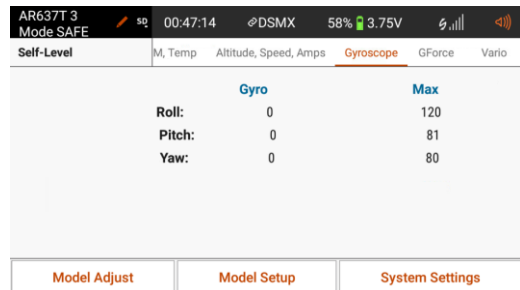 AR637T 3
Mode SAFE
00:47:14
DSMX
58% 3.75V
Self-Level
M, Temp
Altitude, Speed, Amps
Gyroscope
GForce
Vario
Gyro Max
Roll: 0 120
Pitch: 0 81
Yaw: 0 80
Model Adjust
Model Setup
System Settings